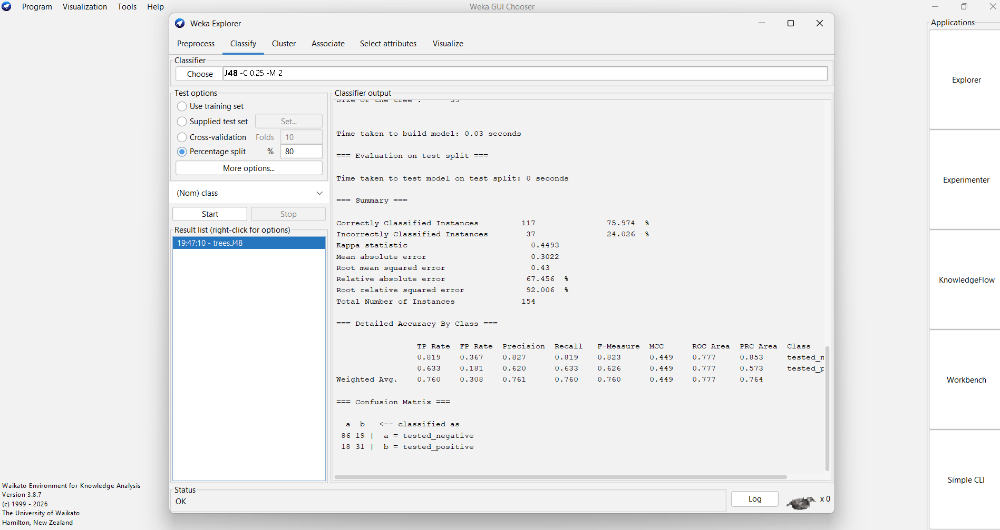 Program Visualization Tools Help
Weka GUI Chooser
Weka Explorer
Preprocess Classify Cluster Associate Select attributes Visualize
Classifier
Choose J48 -C 0.25 -M 2
Test options
Use training set
Supplied test set Set...
Cross-validation Folds 10
Percentage split % 80
More options...
(Nom) class
Start Stop
Result list (right-click for options)
19:47:10 - trees.J48
Classifier output
Size of the tree : 39
Time taken to build model: 0.03 seconds
=== Evaluation on test split ===
Time taken to test model on test split: 0 seconds
=== Summary ===
Correctly Classified Instances 117 75.974 %
Incorrectly Classified Instances 37 24.026 %
Kappa statistic 0.4493
Mean absolute error 0.3022
Root mean squared error 0.43
Relative absolute error 67.456 %
Root relative squared error 92.006 %
Total Number of Instances 154
=== Detailed Accuracy By Class ===
TP Rate FP Rate Precision Recall F-Measure MCC ROC Area PRC Area Class
0.819 0.367 0.827 0.819 0.823 0.449 0.777 0.853 tested_n
0.633 0.181 0.620 0.633 0.626 0.449 0.777 0.573 tested_p
Weighted Avg. 0.760 0.308 0.761 0.760 0.760 0.449 0.777 0.764
=== Confusion Matrix ===
a b <-- classified as
86 19 | a = tested_negative
18 31 | b = tested_positive
Status
OK
Log
x 0
Applications
Explorer
Experimenter
KnowledgeFlow
Workbench
Simple CLI
Waikato Environment for Knowledge Analysis
Version 3.8.7
(c) 1999 - 2026
The University of Waikato
Hamilton, New Zealand